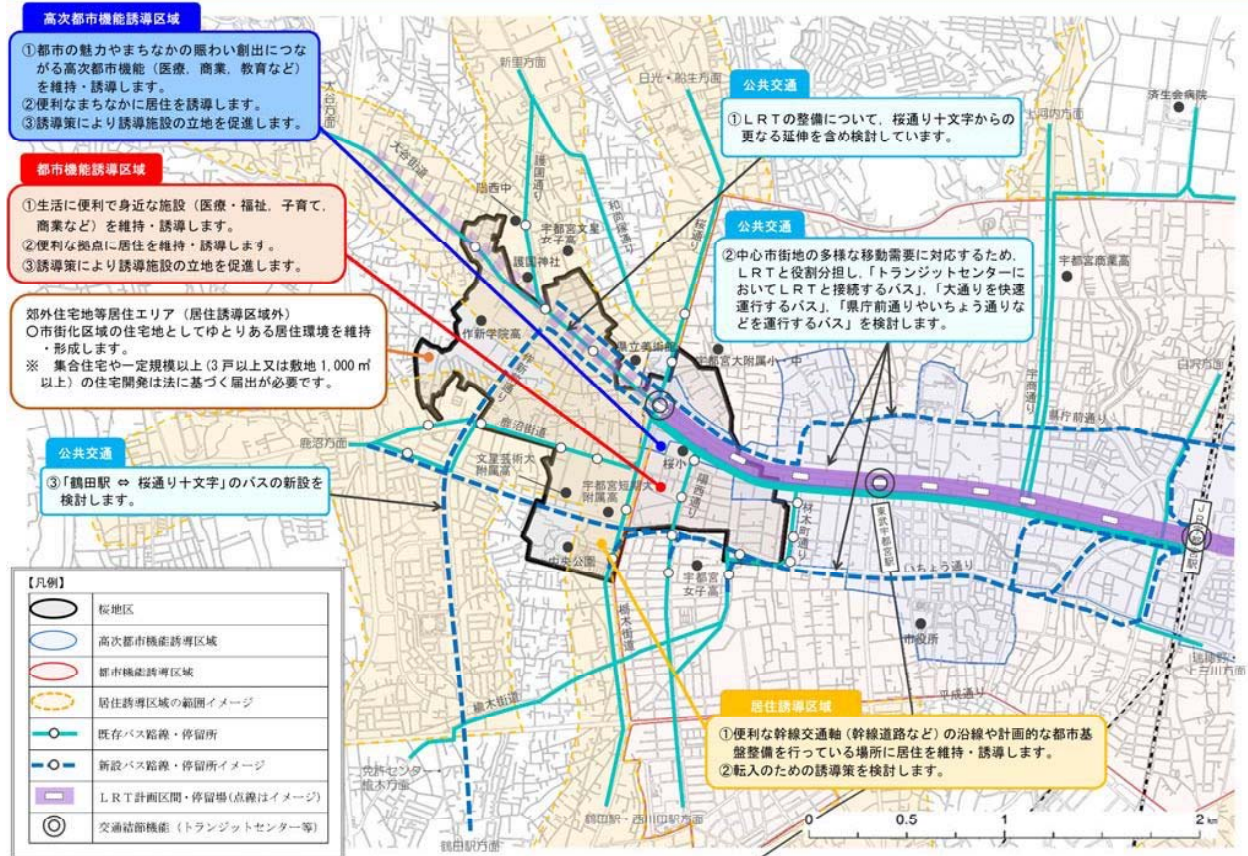 高次都市機能誘導区域
①都市の魅力やまちなかの賑わい創出につな
がる高次都市機能（医療，商業，教育など）
を維持・誘導します。
②便利なまちなかに居住を誘導します。
③誘導策により誘導施設の立地を促進します。
都市機能誘導区域
①生活に便利で身近な施設（医療・福祉，子育て，
商業など）を維持・誘導します。
②便利な拠点に居住を維持・誘導します。
③誘導策により誘導施設の立地を促進します。
郊外住宅地等居住エリア（居住誘導区域外）
〇市街化区域の住宅地としてゆとりある居住環境を維持
・形成します。
※　集合住宅や一定規模以上（3戸以上又は敷地1,000㎡
以上）の住宅開発は法に基づく届出が必要です。
公共交通
③「鶴田駅 ⇔ 桜通り十文字」のバスの新設を
検討します。
公共交通
①ＬＲＴの整備について，桜通り十文字からの
更なる延伸を含め検討しています。
公共交通
②中心市街地の多様な移動需要に対応するため，
ＬＲＴと役割分担し，「トランジットセンターに
おいてＬＲＴと接続するバス」，「大通りを快速
運行するバス」，「県庁前通りやいちょう通りな
どを運行するバス」を検討します。
居住誘導区域
①便利な幹線交通軸（幹線道路など）の沿線や計画的な都市基
盤整備を行っている場所に居住を維持・誘導します。
②転入のための誘導策を検討します。
新里方面
日光・船生方面
大谷方面
上河内方面
済生会病院
大谷街道
陽西中
護国通り
宇都宮文星
女子高
護国神社
桜通り
宇都宮商業高
作新学院高
県立美術館
宇都宮大附属小・中
白沢方面
宇商通り
県庁前通り
鹿沼方面
鹿沼街道
文星芸術大
附属高
宇都宮短期大
附属高
桜小
陽西通り
材木町通り
東武宇都宮駅
ＪＲ宇都宮駅
中央公園
宇都宮
女子高
いちょう通り
市役所
栃木街道
平成通り
鶴田駅・西川田駅方面
鶴田駅方面
0
0.5
1
2 km
【凡例】
桜地区
高次都市機能誘導区域
都市機能誘導区域
居住誘導区域の範囲イメージ
既存バス路線・停留所
新設バス路線・停留所イメージ
ＬＲＴ計画区間・停留場(点線はイメージ)
交通結節機能（トランジットセンター等）